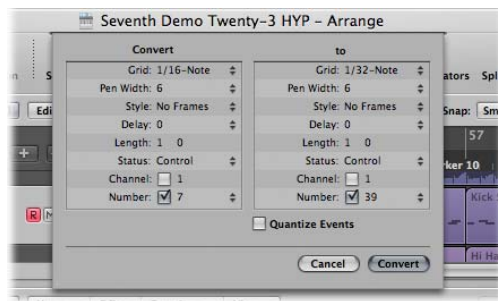 Seventh Demo Twenty-3 HYP – Arrange
Convert to
Grid: 1/16-Note Grid: 1/32-Note
Pen Width: 6 Pen Width: 6
Style: No Frames Style: No Frames
Delay: 0 Delay: 0
Length: 1 0 Length: 1 0
Status: Control Status: Control
Channel: 1 Channel: 1
Number: 7 Number: 39
Quantize Events
Cancel Convert
n S
ators Spl
Edi
Snap: Sm
57
ker 10
R M
Kick
Hi Ha